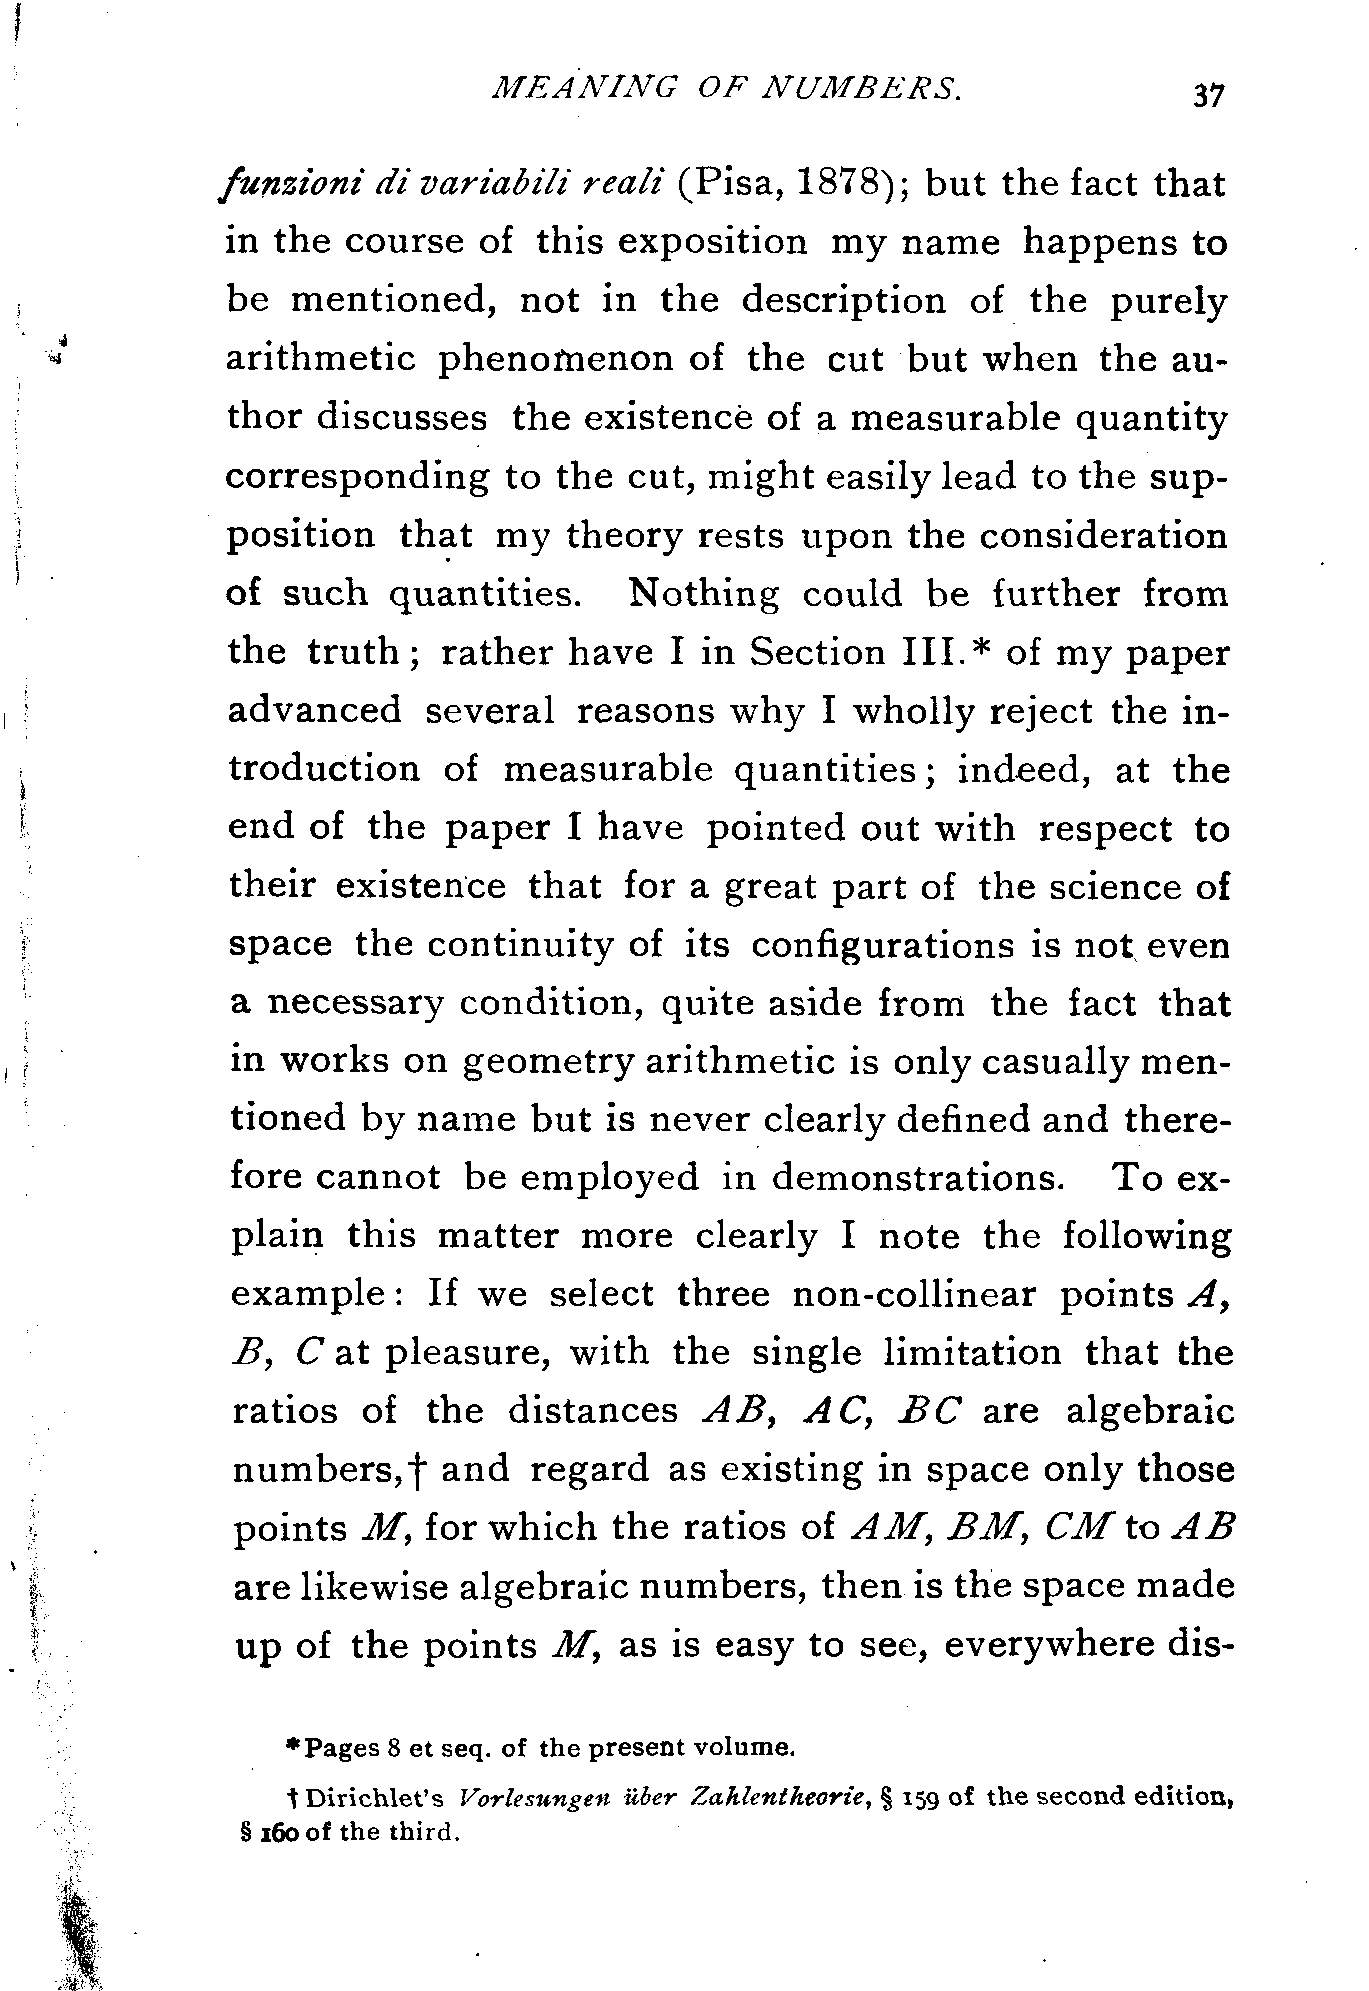 MEANING OF NUMBERS. 37
funzioni di variabili reali (Pisa, 1878); but the fact that
in the course of this exposition my name happens to
be mentioned, not in the description of the purely
arithmetic phenomenon of the cut but when the au-
thor discusses the existence of a measurable quantity
corresponding to the cut, might easily lead to the sup-
position that my theory rests upon the consideration
of such quantities. Nothing could be further from
the truth; rather have I in Section III.* of my paper
advanced several reasons why I wholly reject the in-
troduction of measurable quantities; indeed, at the
end of the paper I have pointed out with respect to
their existence that for a great part of the science of
space the continuity of its configurations is not even
a necessary condition, quite aside from the fact that
in works on geometry arithmetic is only casually men-
tioned by name but is never clearly defined and there-
fore cannot be employed in demonstrations. To ex-
plain this matter more clearly I note the following
example: If we select three non-collinear points A,
B, C at pleasure, with the single limitation that the
ratios of the distances AB, AC, BC are algebraic
numbers,† and regard as existing in space only those
points M, for which the ratios of AM, BM, CM to AB
are likewise algebraic numbers, then is the space made
up of the points M, as is easy to see, everywhere dis-
*Pages 8 et seq. of the present volume.
† Dirichlet's Vorlesungen über Zahlentheorie, § 159 of the second edition,
§ 160 of the third.